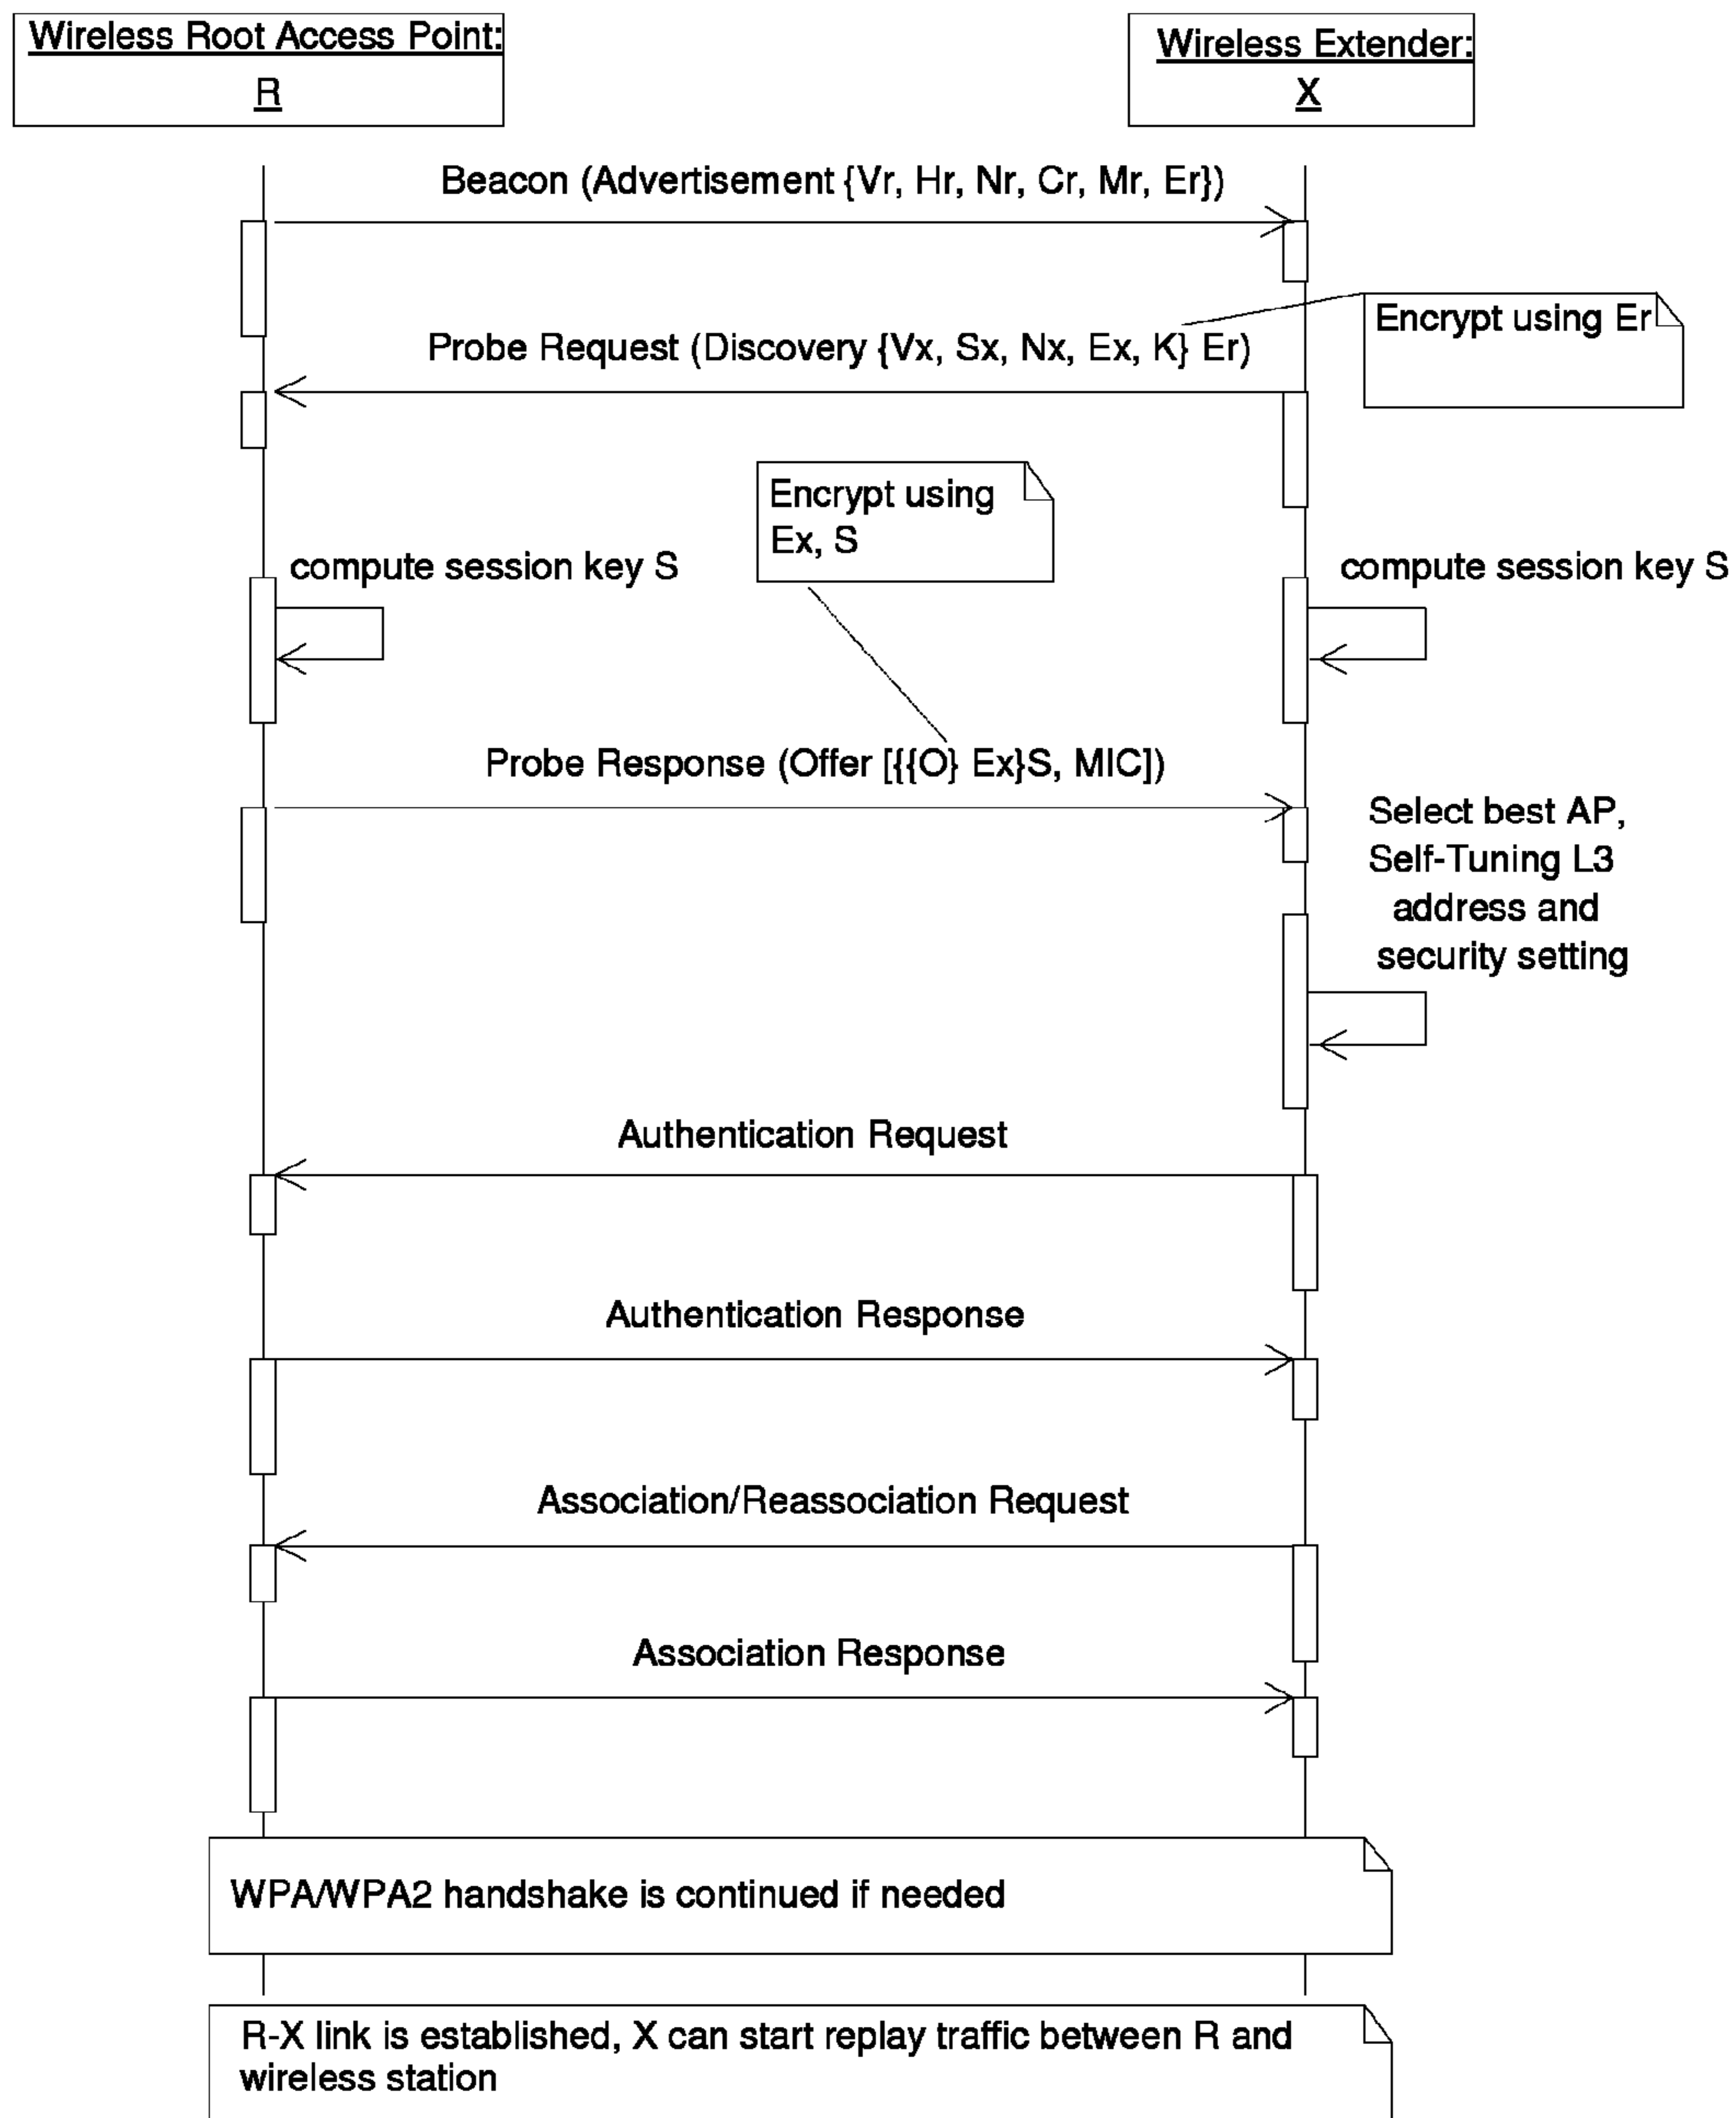 Wireless Root Access Point:
R
Wireless Extender:
X
Beacon (Advertisement {Vr, Hr, Nr, Cr, Mr, Er})
Encrypt using Er
Probe Request (Discovery {Vx, Sx, Nx, Ex, K} Er)
Encrypt using
Ex, S
compute session key S
compute session key S
Probe Response (Offer [{{O} Ex}S, MIC])
Select best AP,
Self-Tuning L3
address and
security setting
Authentication Request
Authentication Response
Association/Reassociation Request
Association Response
WPA/WPA2 handshake is continued if needed
R-X link is established, X can start replay traffic between R and
wireless station